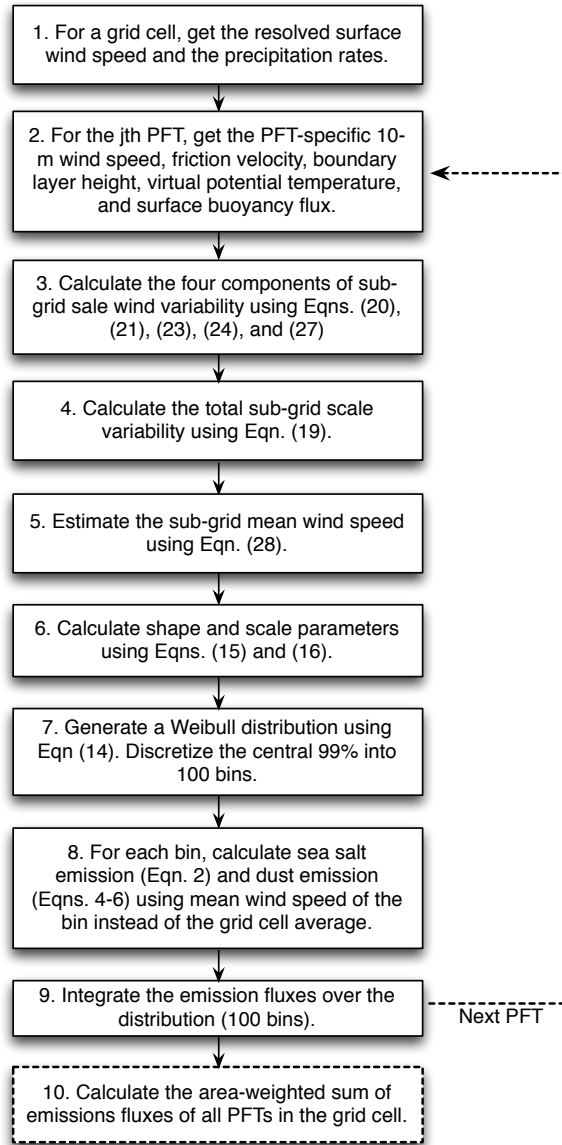 1. For a grid cell, get the resolved surface
wind speed and the precipitation rates.
2. For the jth PFT, get the PFT-specific 10-
m wind speed, friction velocity, boundary
layer height, virtual potential temperature,
and surface buoyancy flux.
3. Calculate the four components of sub-
grid sale wind variability using Eqns. (20),
(21), (23), (24), and (27)
4. Calculate the total sub-grid scale
variability using Eqn. (19).
5. Estimate the sub-grid mean wind speed
using Eqn. (28).
6. Calculate shape and scale parameters
using Eqns. (15) and (16).
7. Generate a Weibull distribution using
Eqn (14). Discretize the central 99% into
100 bins.
8. For each bin, calculate sea salt
emission (Eqn. 2) and dust emission
(Eqns. 4-6) using mean wind speed of the
bin instead of the grid cell average.
9. Integrate the emission fluxes over the
distribution (100 bins).
Next PFT
10. Calculate the area-weighted sum of
emissions fluxes of all PFTs in the grid cell.